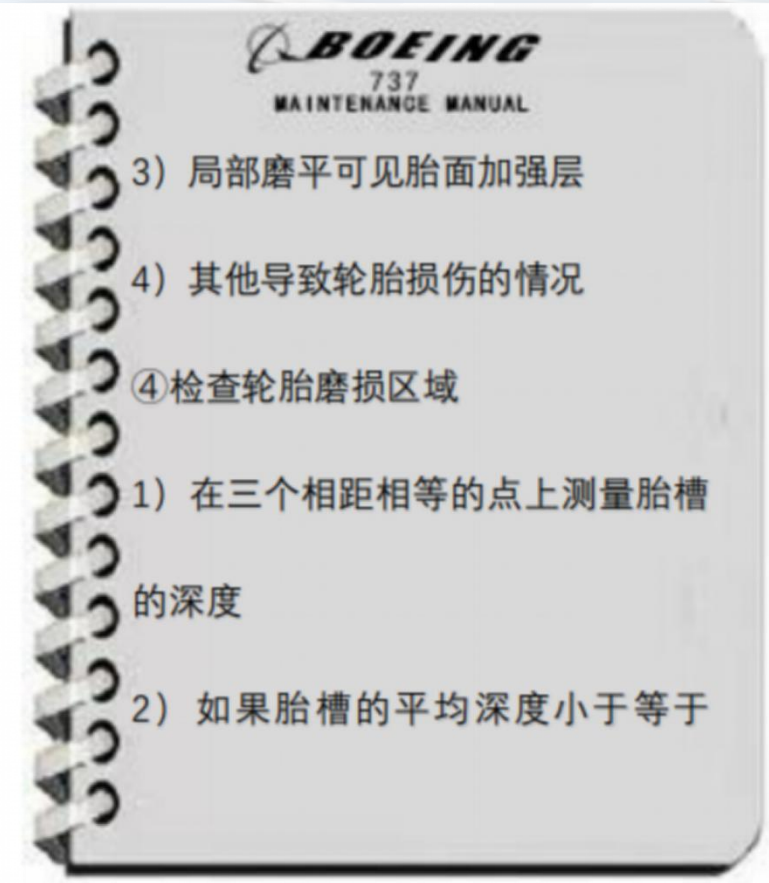 BOEING
737
MAINTENANCE MANUAL
3）局部磨平可见胎面加强层
4）其他导致轮胎损伤的情况
④检查轮胎磨损区域
1）在三个相距相等的点上测量胎槽
的深度
2）如果胎槽的平均深度小于等于